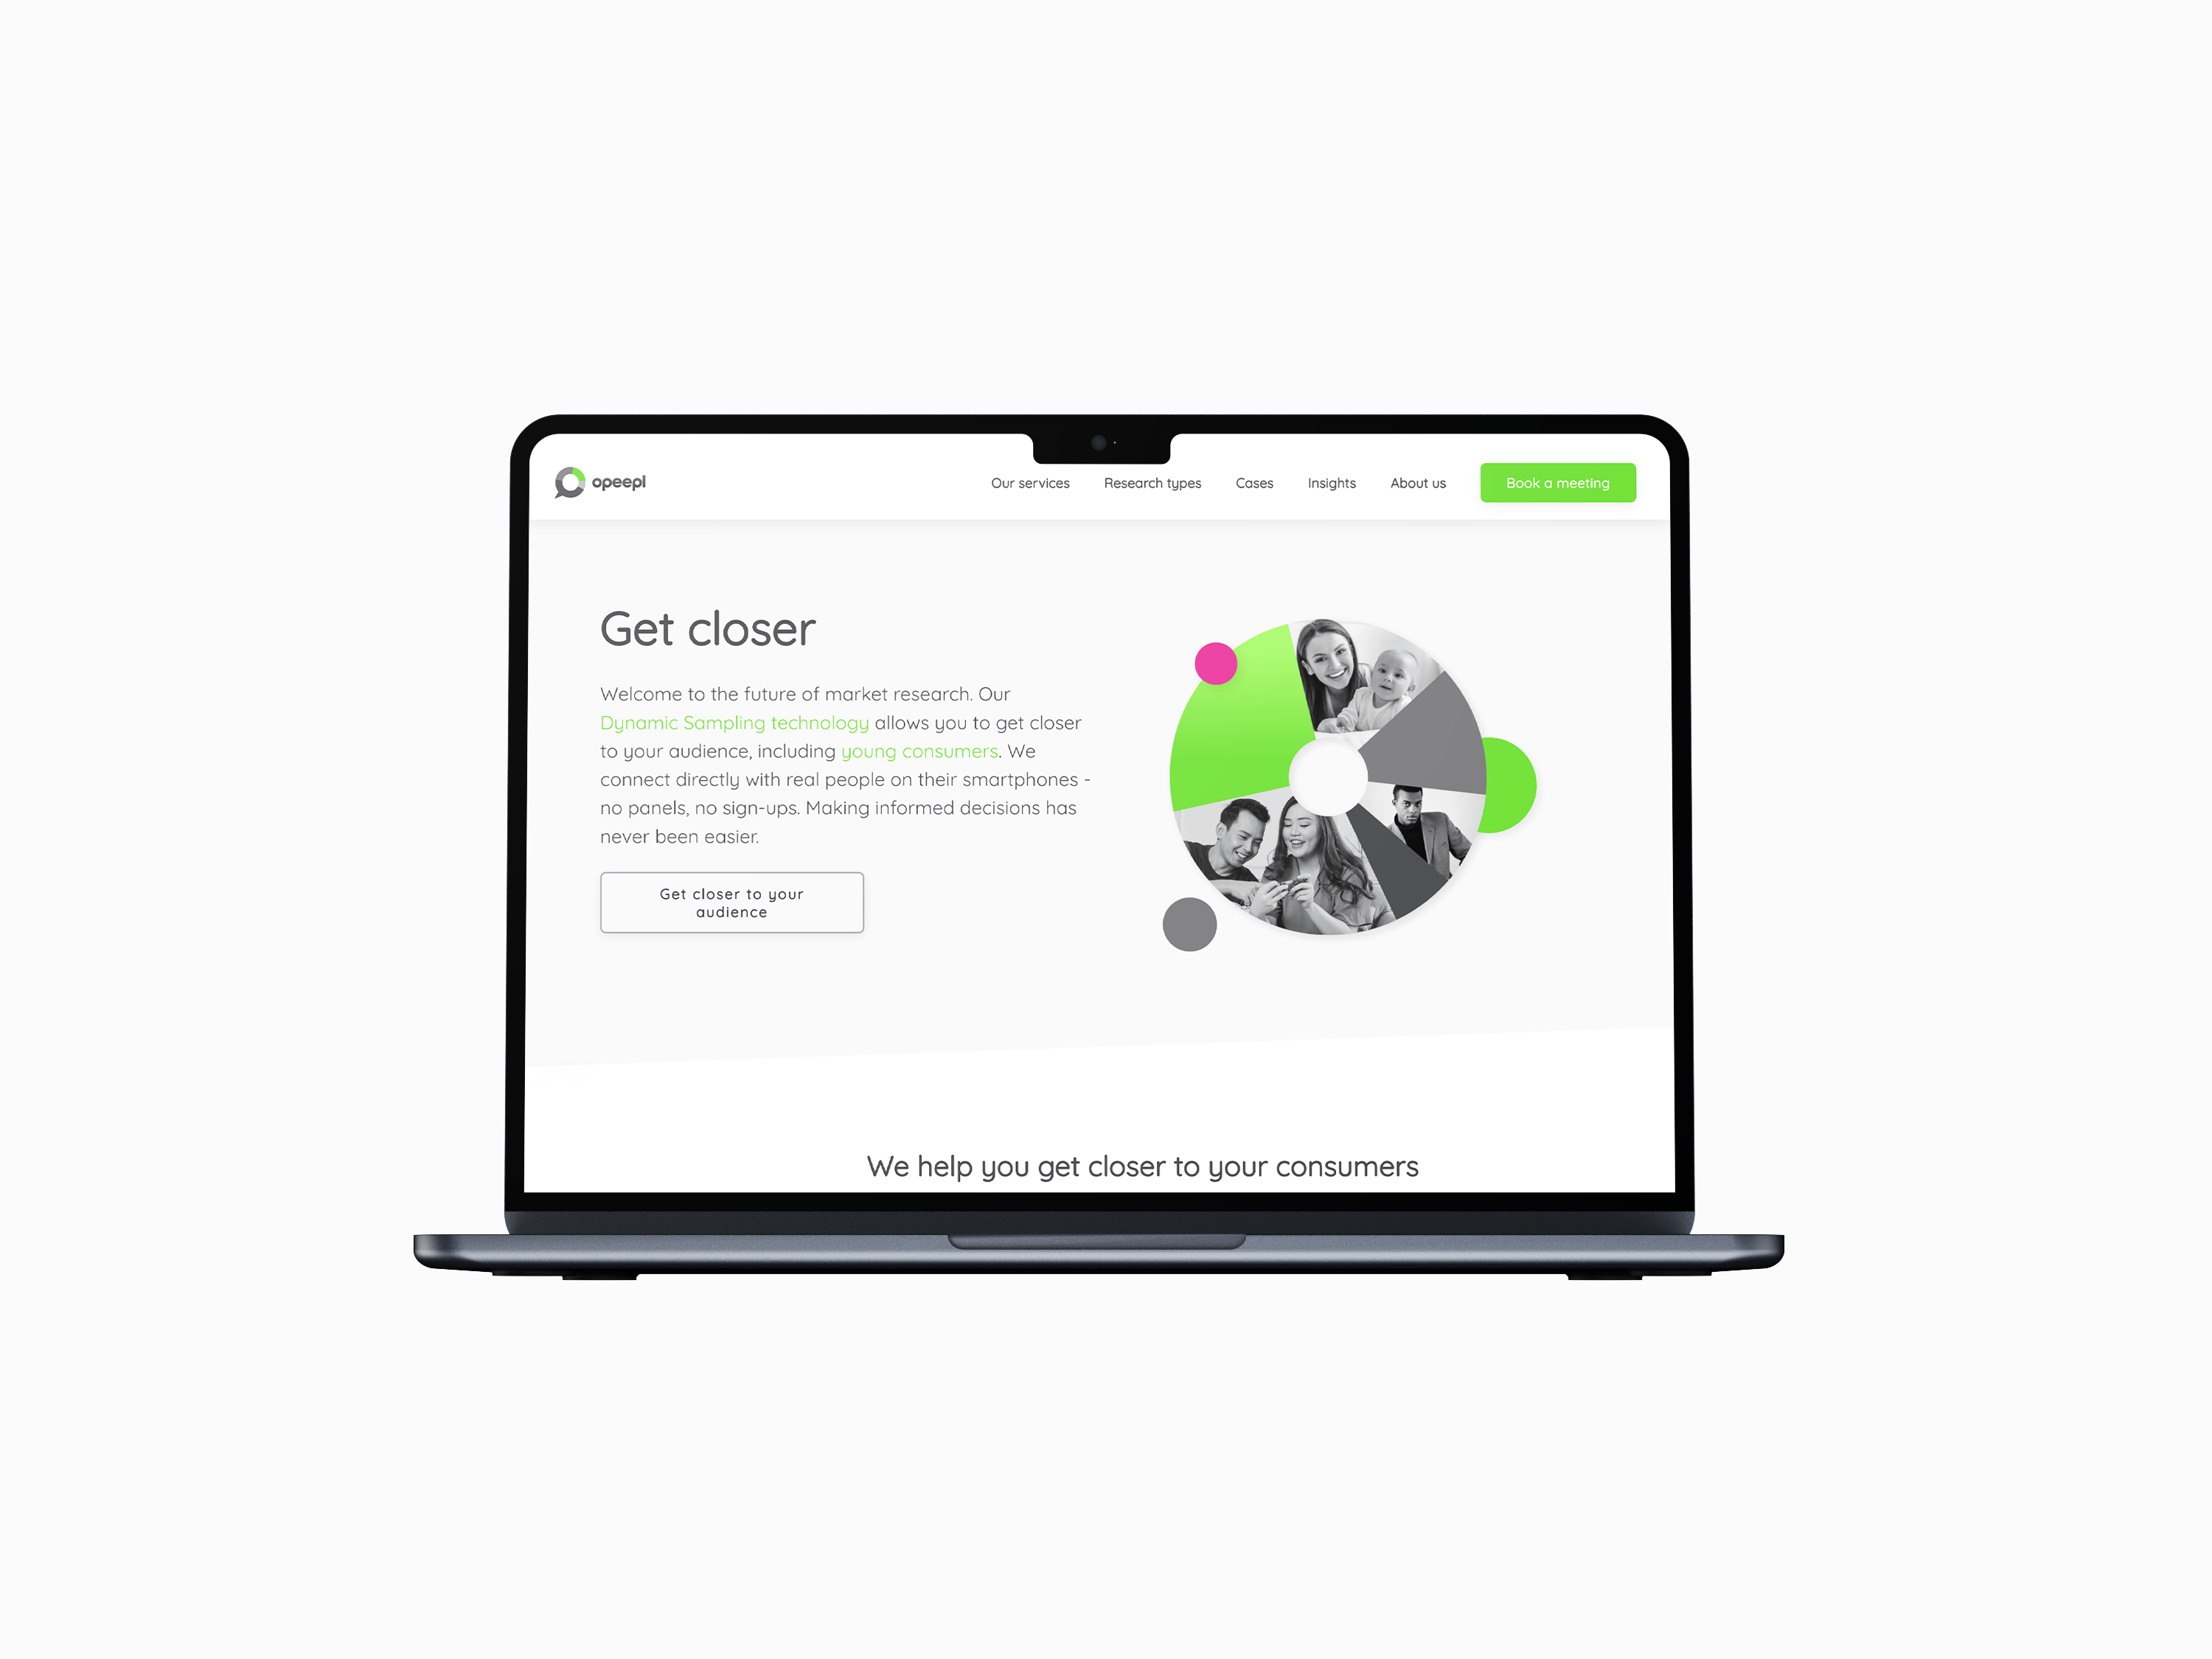 opeepl
Our services
Research types
Cases
Insights
About us
Book a meeting
Get closer
Welcome to the future of market research. Our
Dynamic Sampling technology allows you to get closer
to your audience, including young consumers. We
connect directly with real people on their smartphones -
no panels, no sign-ups. Making informed decisions has
never been easier.
Get closer to your
audience
We help you get closer to your consumers